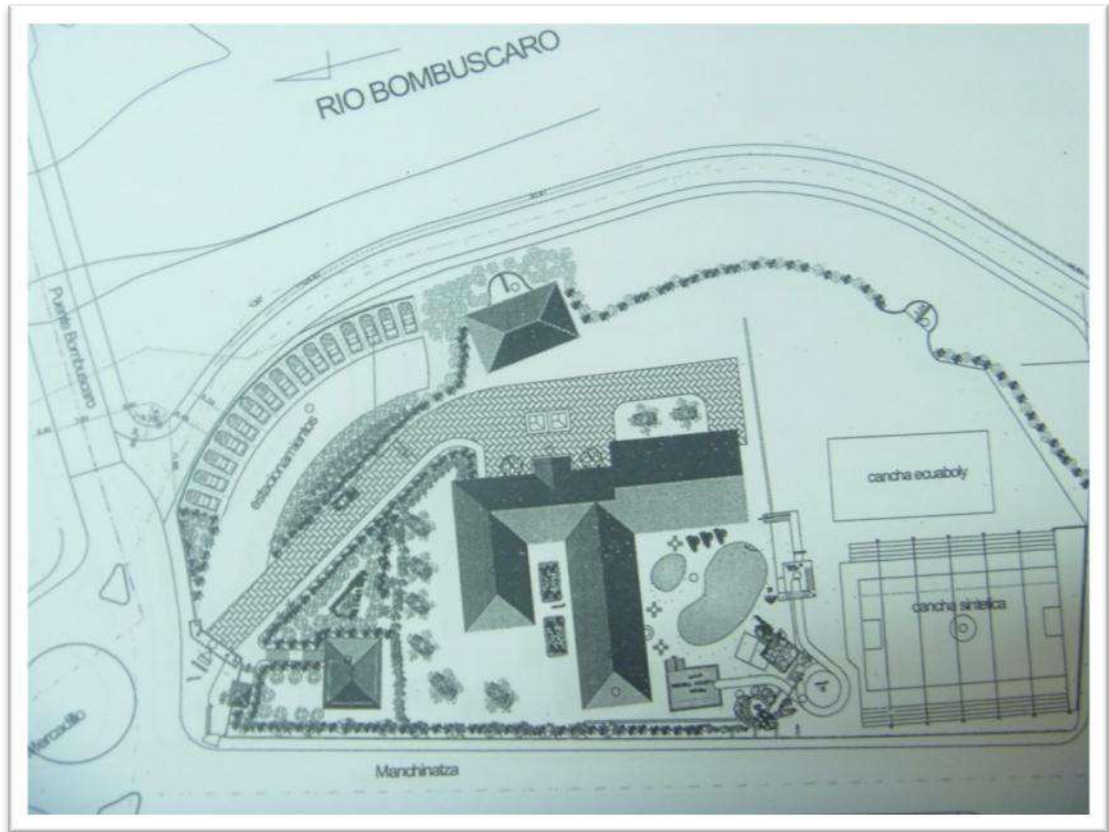 RIO BOMBUSCARO
Puente Bombuscaro
estacionamientos
cancha ecuaboly
cancha sintetica
Mercadillo
Manchinatza